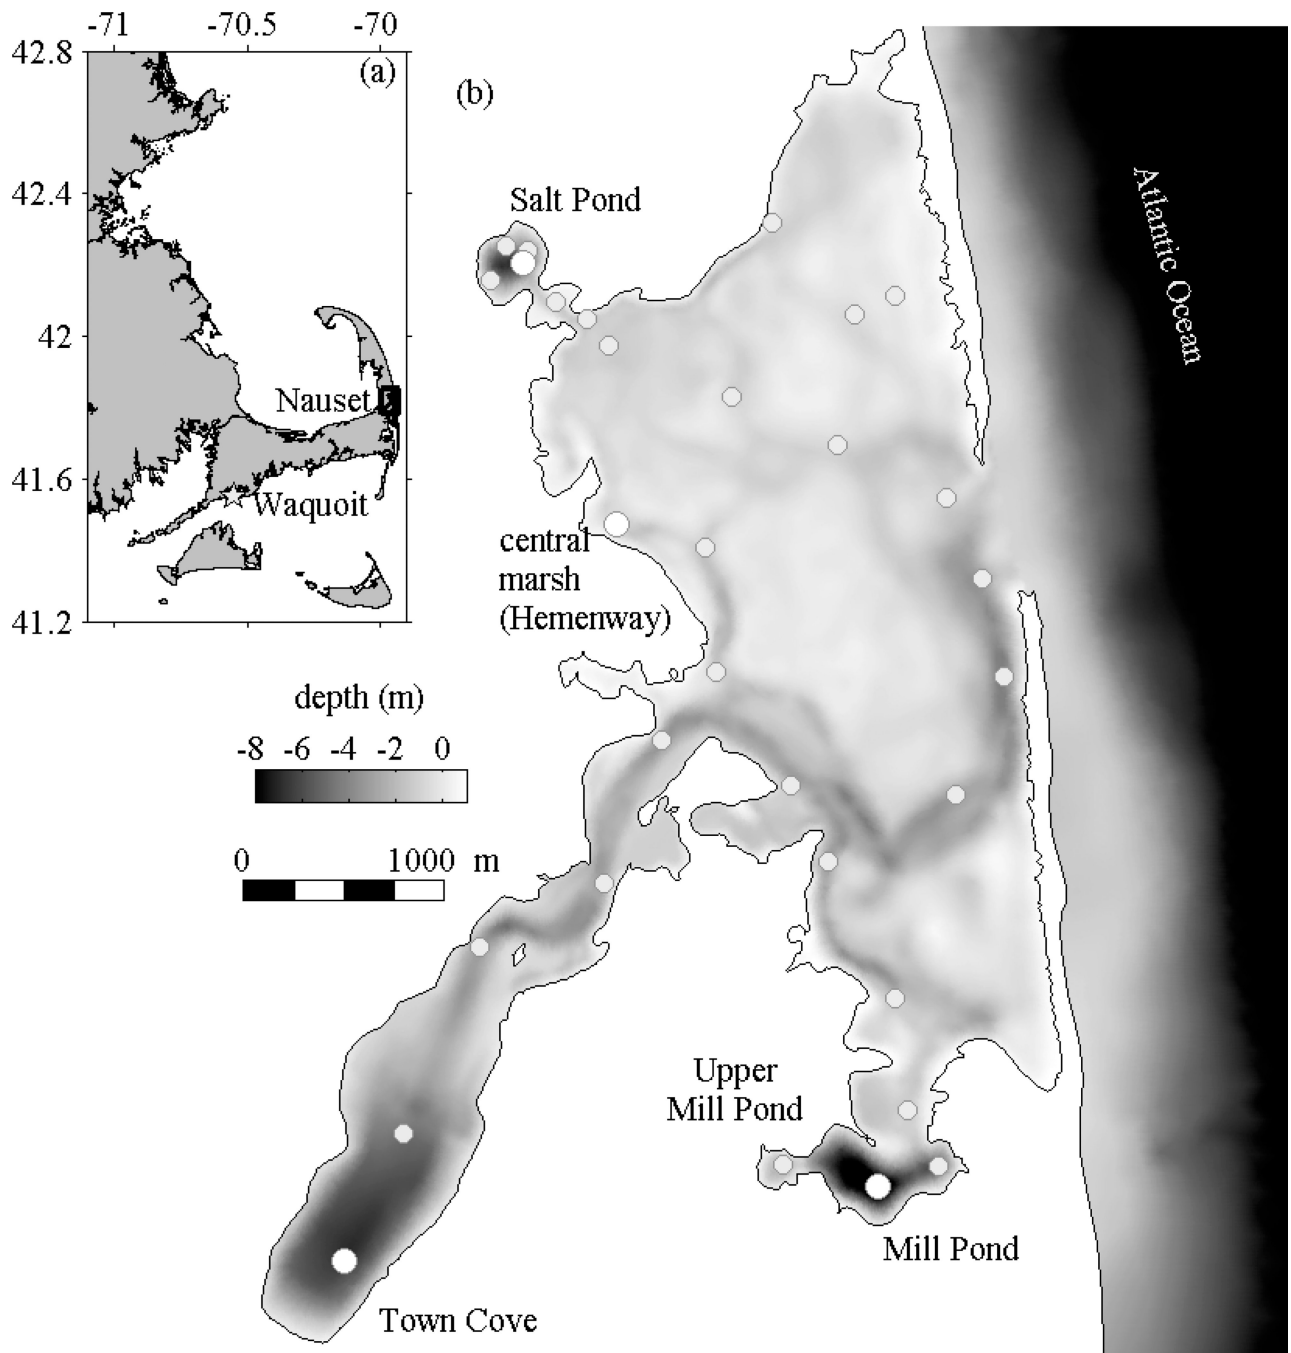 -71 -70.5 -70
42.8
42.4
42
41.6
41.2
(a)
Nauset
Waquoit
(b)
Salt Pond
Atlantic Ocean
central
marsh
(Hemenway)
depth (m)
-8 -6 -4 -2 0
0 1000 m
Upper
Mill Pond
Mill Pond
Town Cove